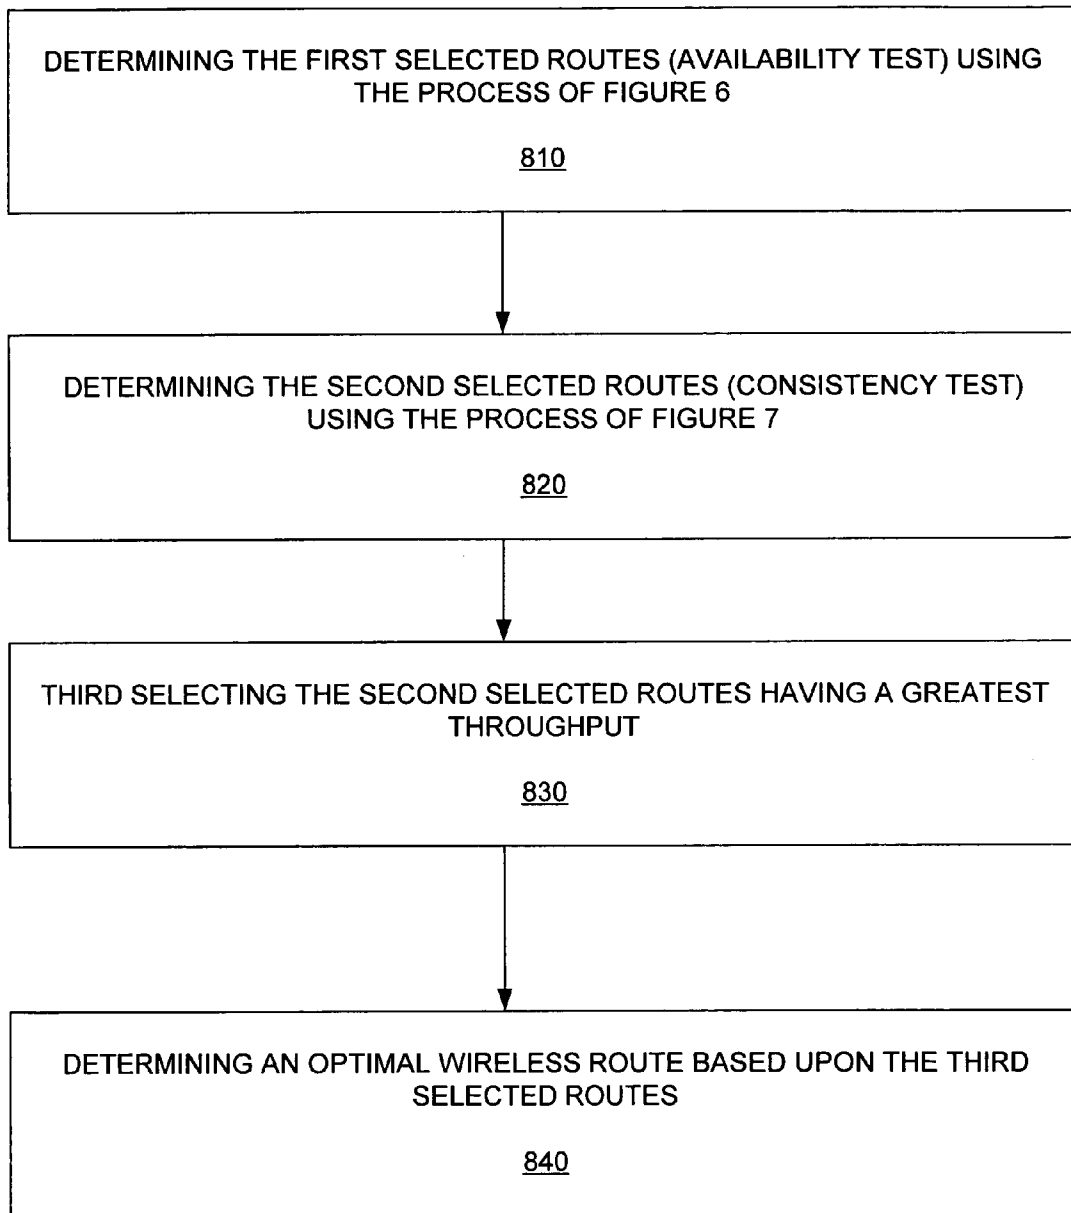 DETERMINING THE FIRST SELECTED ROUTES (AVAILABILITY TEST) USING
THE PROCESS OF FIGURE 6
810
DETERMINING THE SECOND SELECTED ROUTES (CONSISTENCY TEST)
USING THE PROCESS OF FIGURE 7
820
THIRD SELECTING THE SECOND SELECTED ROUTES HAVING A GREATEST
THROUGHPUT
830
DETERMINING AN OPTIMAL WIRELESS ROUTE BASED UPON THE THIRD
SELECTED ROUTES
840